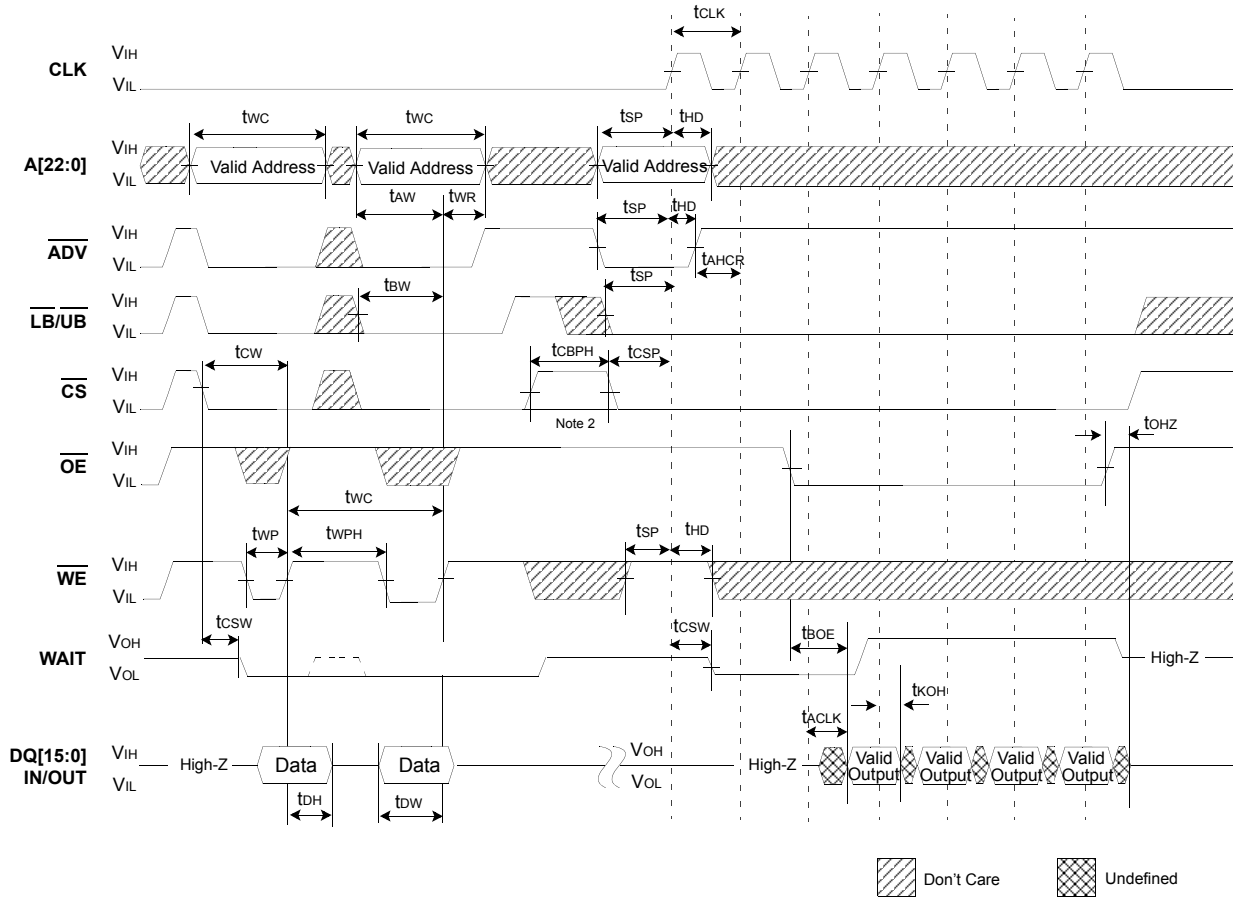 tCLK
CLK
VIH
VIL
tWC
tWC
tSP
tHD
A[22:0]
VIH
VIL
Valid Address
Valid Address
Valid Address
tAW
tWR
tSP
tHD
ADV
VIH
VIL
tAHCR
tSP
tBW
LB/UB
VIH
VIL
tCW
tCBPH
tCSP
CS
VIH
VIL
Note 2
tOHZ
OE
VIH
VIL
tWC
tWP
tWPH
tSP
tHD
WE
VIH
VIL
tCSW
tCSW
tBOE
WAIT
VOH
VOL
High-Z
tKOH
tACLK
DQ[15:0]
IN/OUT
VIH
VIL
High-Z
Data
Data
VOH
VOL
High-Z
Valid
Output
Valid
Output
Valid
Output
Valid
Output
tDH
tDW
Don't Care
Undefined